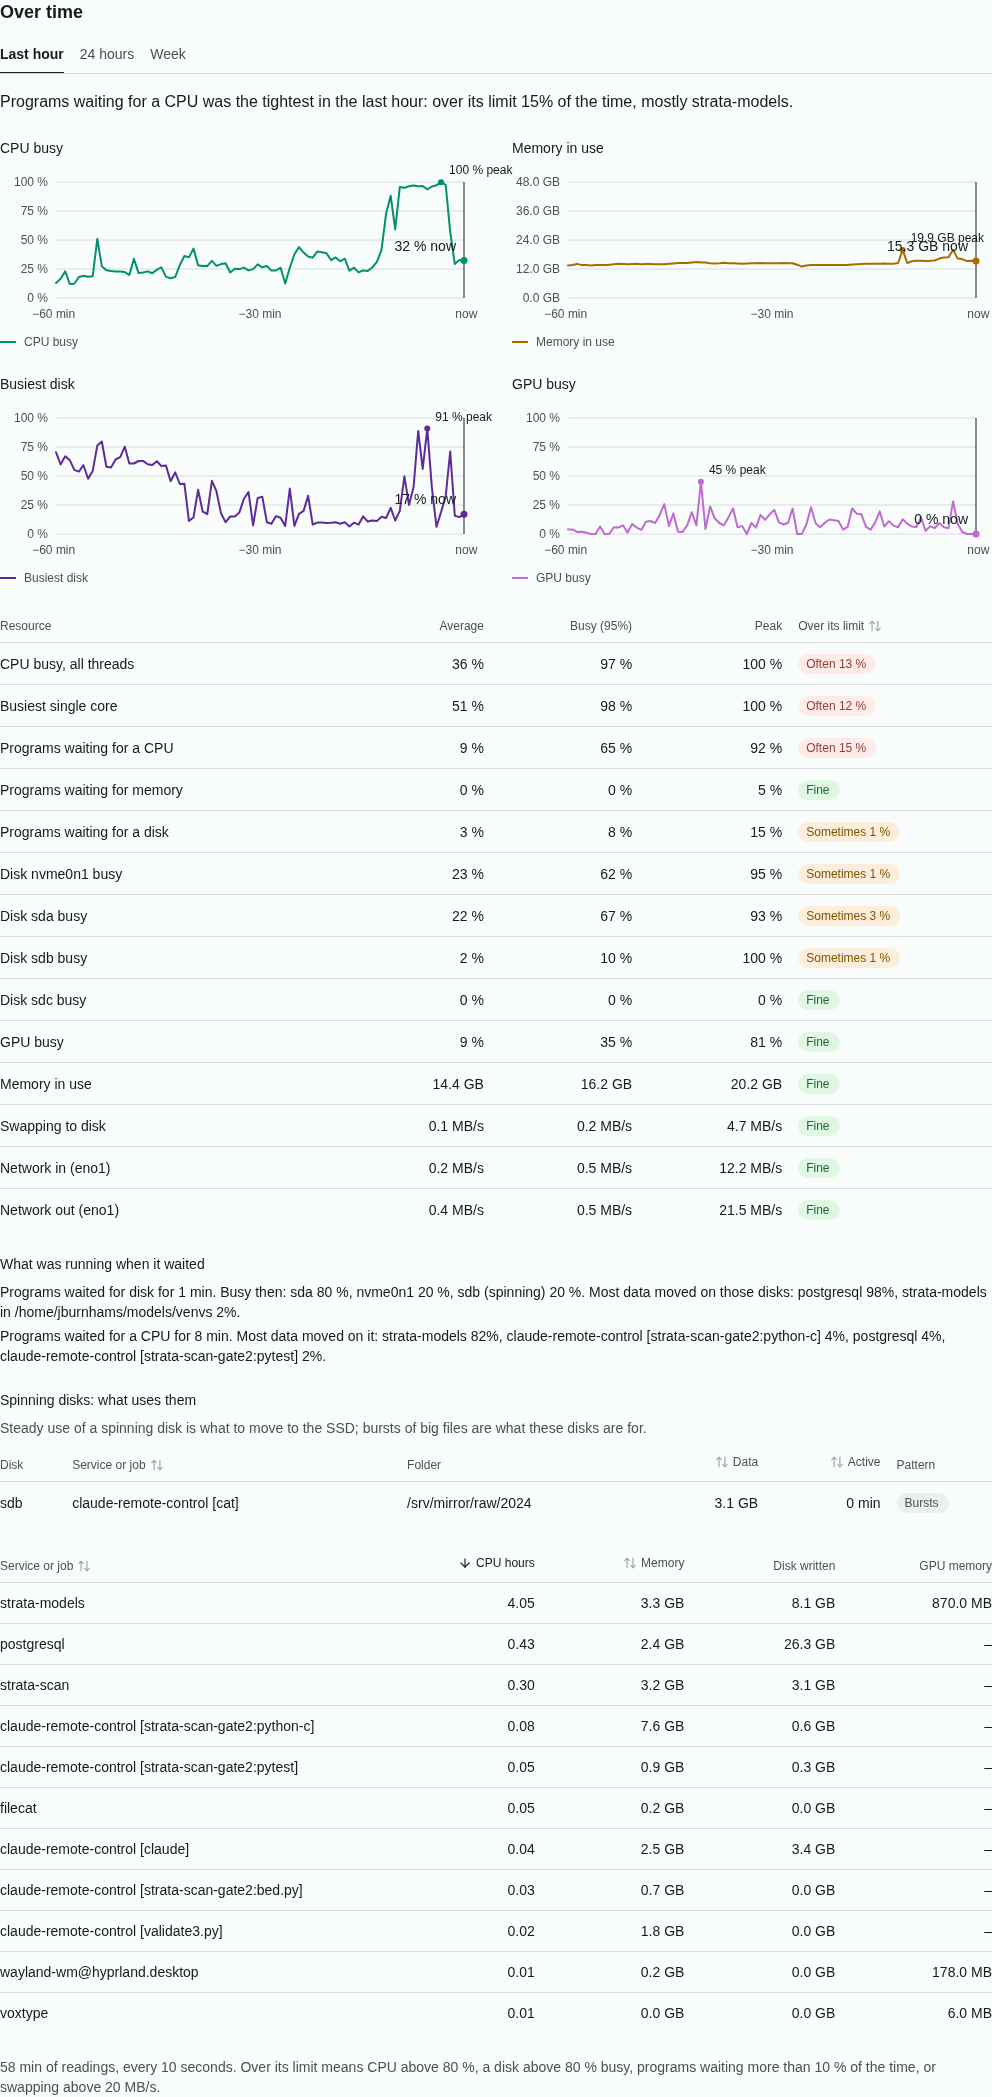 Over time
Last hour 24 hours Week
Programs waiting for a CPU was the tightest in the last hour: over its limit 15% of the time, mostly strata-models.
CPU busy
100 % peak
100 %
75 %
50 %
32 % now
25 %
0 %
−60 min −30 min now
CPU busy
Memory in use
48.0 GB
36.0 GB
24.0 GB
19.9 GB peak
15.3 GB now
12.0 GB
0.0 GB
−60 min −30 min now
Memory in use
Busiest disk
91 % peak
100 %
75 %
50 %
17 % now
25 %
0 %
−60 min −30 min now
Busiest disk
GPU busy
100 %
75 %
50 %
45 % peak
25 %
0 % now
0 %
−60 min −30 min now
GPU busy
Resource Average Busy (95%) Peak Over its limit
CPU busy, all threads 36 % 97 % 100 % Often 13 %
Busiest single core 51 % 98 % 100 % Often 12 %
Programs waiting for a CPU 9 % 65 % 92 % Often 15 %
Programs waiting for memory 0 % 0 % 5 % Fine
Programs waiting for a disk 3 % 8 % 15 % Sometimes 1 %
Disk nvme0n1 busy 23 % 62 % 95 % Sometimes 1 %
Disk sda busy 22 % 67 % 93 % Sometimes 3 %
Disk sdb busy 2 % 10 % 100 % Sometimes 1 %
Disk sdc busy 0 % 0 % 0 % Fine
GPU busy 9 % 35 % 81 % Fine
Memory in use 14.4 GB 16.2 GB 20.2 GB Fine
Swapping to disk 0.1 MB/s 0.2 MB/s 4.7 MB/s Fine
Network in (eno1) 0.2 MB/s 0.5 MB/s 12.2 MB/s Fine
Network out (eno1) 0.4 MB/s 0.5 MB/s 21.5 MB/s Fine
What was running when it waited
Programs waited for disk for 1 min. Busy then: sda 80 %, nvme0n1 20 %, sdb (spinning) 20 %. Most data moved on those disks: postgresql 98%, strata-models
in /home/jburnhams/models/venvs 2%.
Programs waited for a CPU for 8 min. Most data moved on it: strata-models 82%, claude-remote-control [strata-scan-gate2:python-c] 4%, postgresql 4%,
claude-remote-control [strata-scan-gate2:pytest] 2%.
Spinning disks: what uses them
Steady use of a spinning disk is what to move to the SSD; bursts of big files are what these disks are for.
Disk Service or job Folder Data Active Pattern
sdb claude-remote-control [cat] /srv/mirror/raw/2024 3.1 GB 0 min Bursts
Service or job CPU hours Memory Disk written GPU memory
strata-models 4.05 3.3 GB 8.1 GB 870.0 MB
postgresql 0.43 2.4 GB 26.3 GB –
strata-scan 0.30 3.2 GB 3.1 GB –
claude-remote-control [strata-scan-gate2:python-c] 0.08 7.6 GB 0.6 GB –
claude-remote-control [strata-scan-gate2:pytest] 0.05 0.9 GB 0.3 GB –
filecat 0.05 0.2 GB 0.0 GB –
claude-remote-control [claude] 0.04 2.5 GB 3.4 GB –
claude-remote-control [strata-scan-gate2:bed.py] 0.03 0.7 GB 0.0 GB –
claude-remote-control [validate3.py] 0.02 1.8 GB 0.0 GB –
wayland-wm@hyprland.desktop 0.01 0.2 GB 0.0 GB 178.0 MB
voxtype 0.01 0.0 GB 0.0 GB 6.0 MB
58 min of readings, every 10 seconds. Over its limit means CPU above 80 %, a disk above 80 % busy, programs waiting more than 10 % of the time, or
swapping above 20 MB/s.